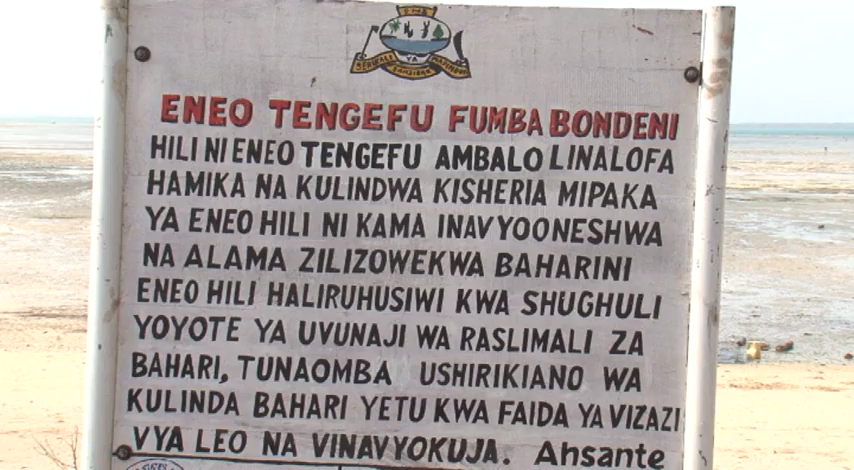 ENEO TENGEFU FUMBA BONDENI
HILI NI ENEO TENGEFU AMBALO LINALOFA
HAMIKA NA KULINDWA KISHERIA MIPAKA
YA ENEO HILI NI KAMA INAVYOONESHWA
NA ALAMA ZILIZOWEKWA BAHARINI
ENEO HILI HALIRUHUSIWI KWA SHUGHULI
YOYOTE YA UVUNAJI WA RASLIMALI ZA
BAHARI, TUNAOMBA USHIRIKIANO WA
KULINDA BAHARI YETU KWA FAIDA YA VIZAZI
VYA LEO NA VINAVYOKUJA. Ahsante